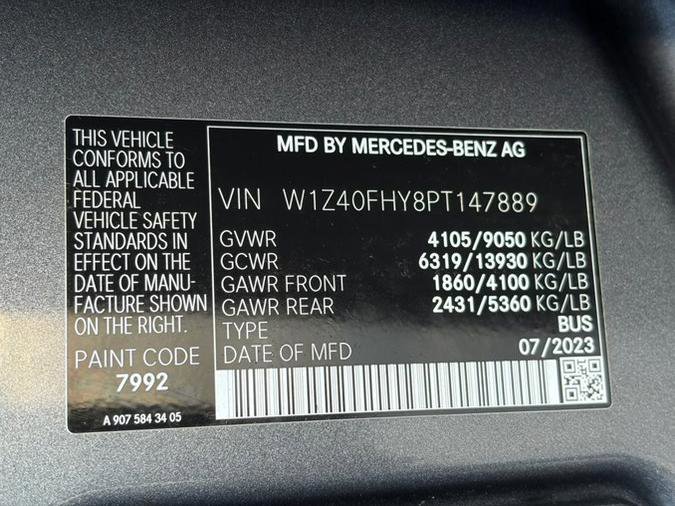 THIS VEHICLE
CONFORMS TO
ALL APPLICABLE
FEDERAL
VEHICLE SAFETY
STANDARDS IN
EFFECT ON THE
DATE OF MANU-
FACTURE SHOWN
ON THE RIGHT.
PAINT CODE
7992
A 907 584 34 05
MFD BY MERCEDES-BENZ AG
VIN W1Z40FHY8PT147889
GVWR 4105/9050 KG/LB
GCWR 6319/13930 KG/LB
GAWR FRONT 1860/4100 KG/LB
GAWR REAR 2431/5360 KG/LB
TYPE BUS
DATE OF MFD 07/2023